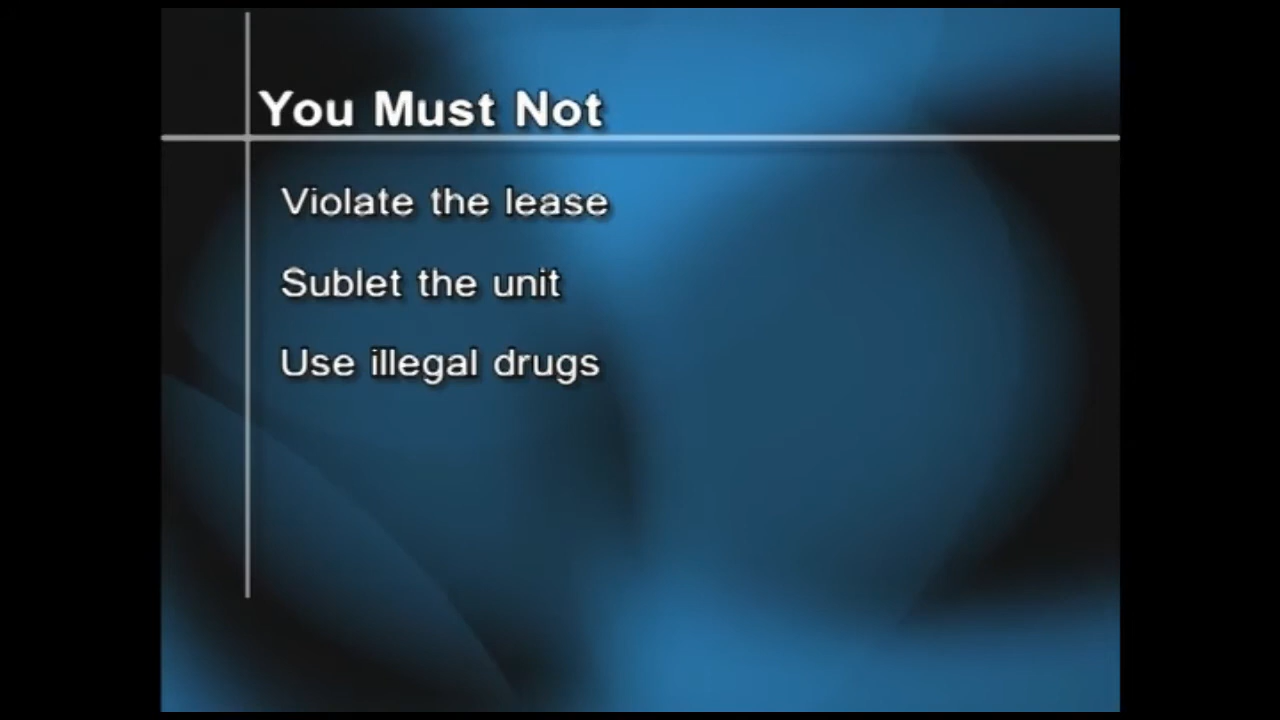 You Must Not
Violate the lease
Sublet the unit
Use illegal drugs